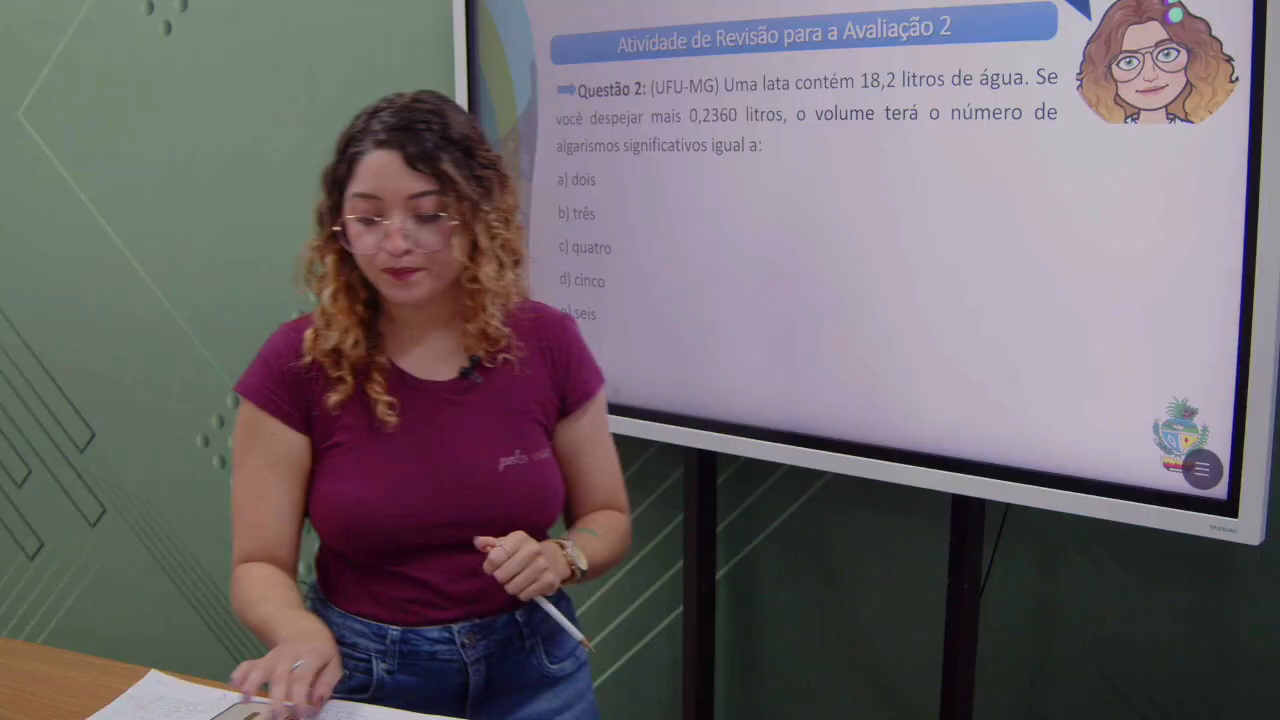 Atividade de Revisão para a Avaliação 2
Questão 2: (UFU-MG) Uma lata contém 18,2 litros de água. Se
você despejar mais 0,2360 litros, o volume terá o número de
algarismos significativos igual a:
a) dois
b) três
c) quatro
d) cinco
e) seis